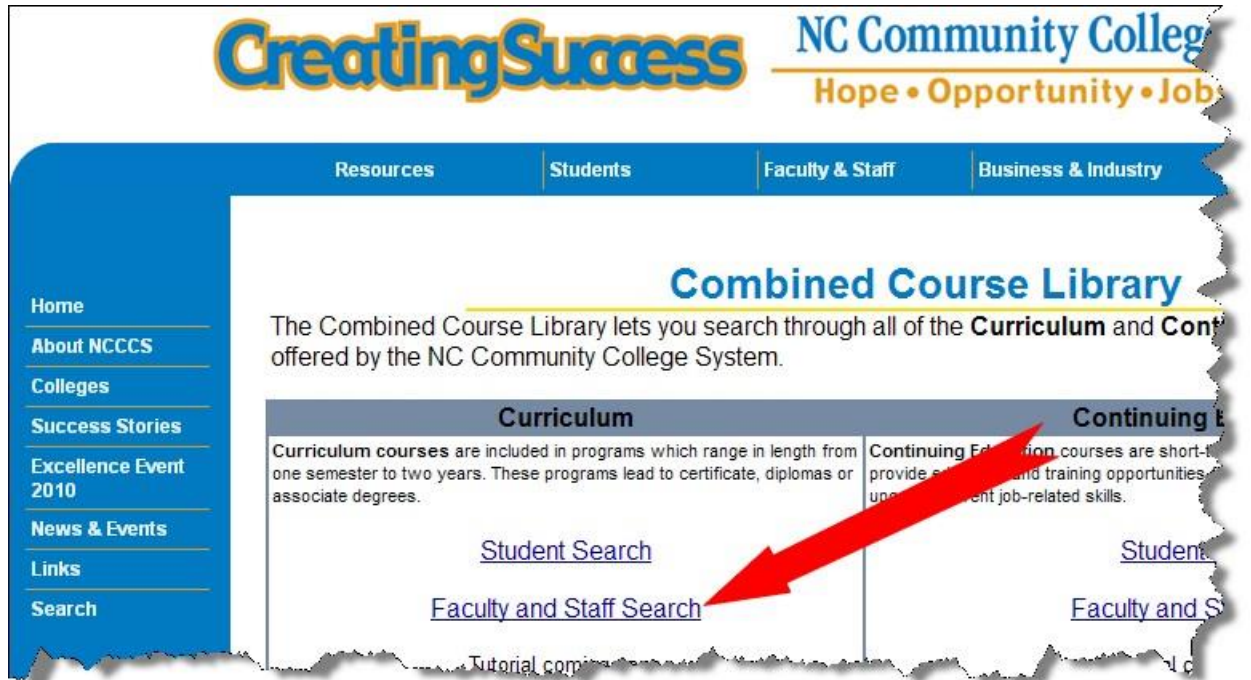 CreatingSuccess
NC Community Colleg
Hope • Opportunity • Job
Resources
Students
Faculty & Staff
Business & Industry
Home
About NCCCS
Colleges
Success Stories
Excellence Event
2010
News & Events
Links
Search
Combined Course Library
The Combined Course Library lets you search through all of the Curriculum and Cont
offered by the NC Community College System.
Curriculum
Curriculum courses are included in programs which range in length from
one semester to two years. These programs lead to certificate, diplomas or
associate degrees.
Student Search
Faculty and Staff Search
Tutorial coming
Continuing E
Continuing Education courses are short-t
provide and training opportunities
job-related skills.
Student
Faculty and S